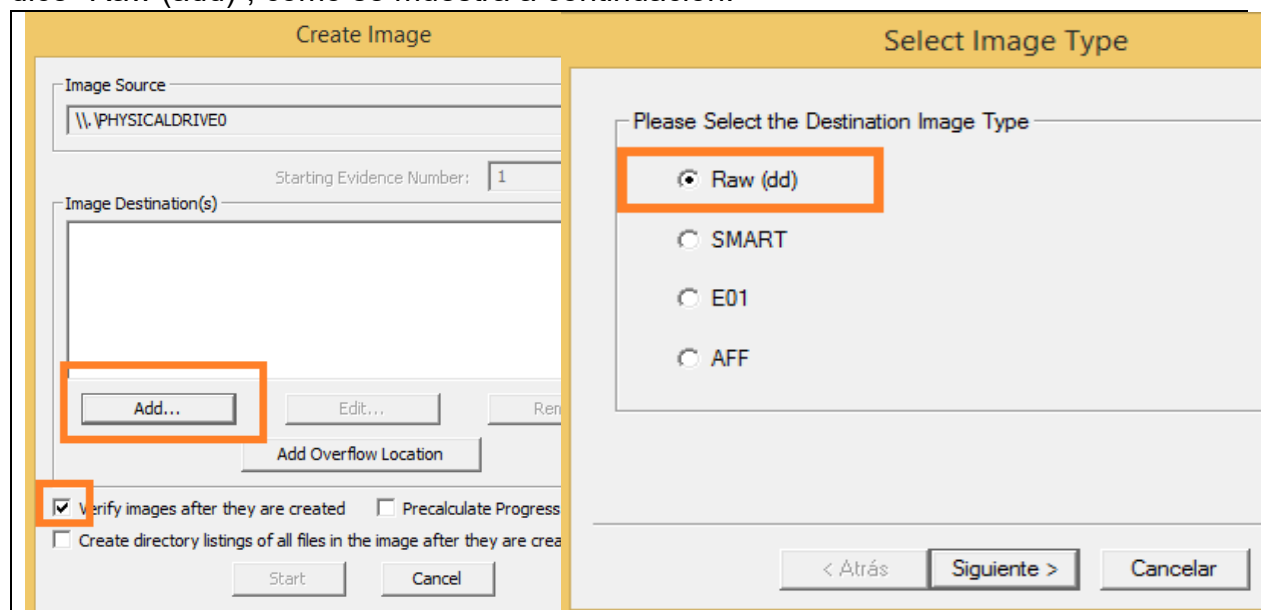 Create Image
Image Source
\\.\PHYSICALDRIVE0
Starting Evidence Number: 1
Image Destination(s)
Add...
Edit...
Add Overflow Location
Verify images after they are created
Precalculate Progress
Create directory listings of all files in the image after they are crea
Start
Cancel
Select Image Type
Please Select the Destination Image Type
Raw (dd)
SMART
E01
AFF
< Atrás
Siguiente >
Cancelar